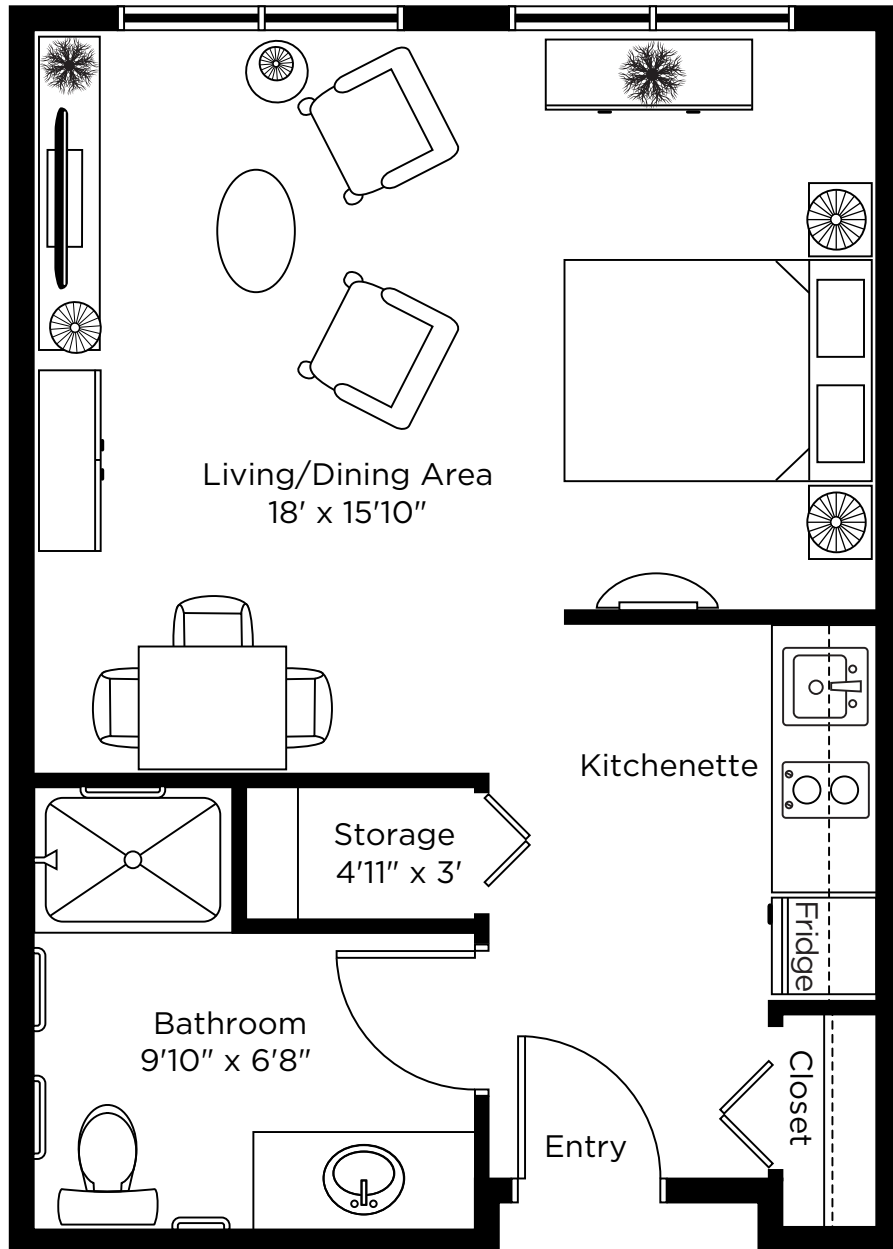 Living/Dining Area
18' x 15'10"
Kitchenette
Storage
4'11" x 3'
Fridge
Bathroom
9'10" x 6'8"
Closet
Entry